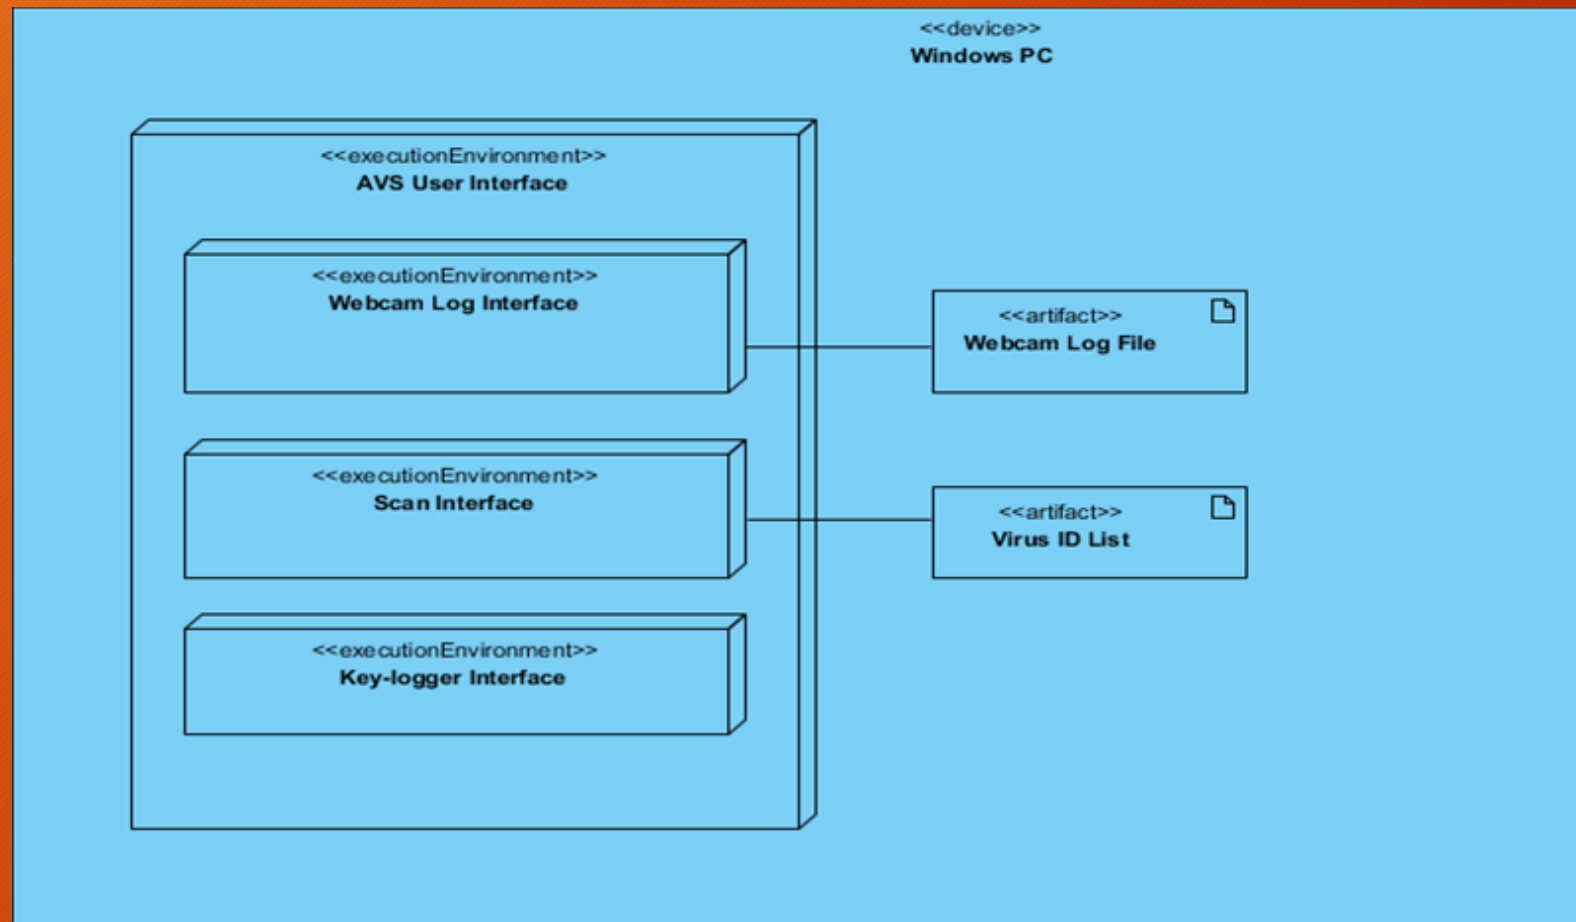 <<device>>
Windows PC
<<executionEnvironment>>
AVS User Interface
<<executionEnvironment>>
Webcam Log Interface
<<artifact>>
Webcam Log File
<<executionEnvironment>>
Scan Interface
<<artifact>>
Virus ID List
<<executionEnvironment>>
Key-logger Interface